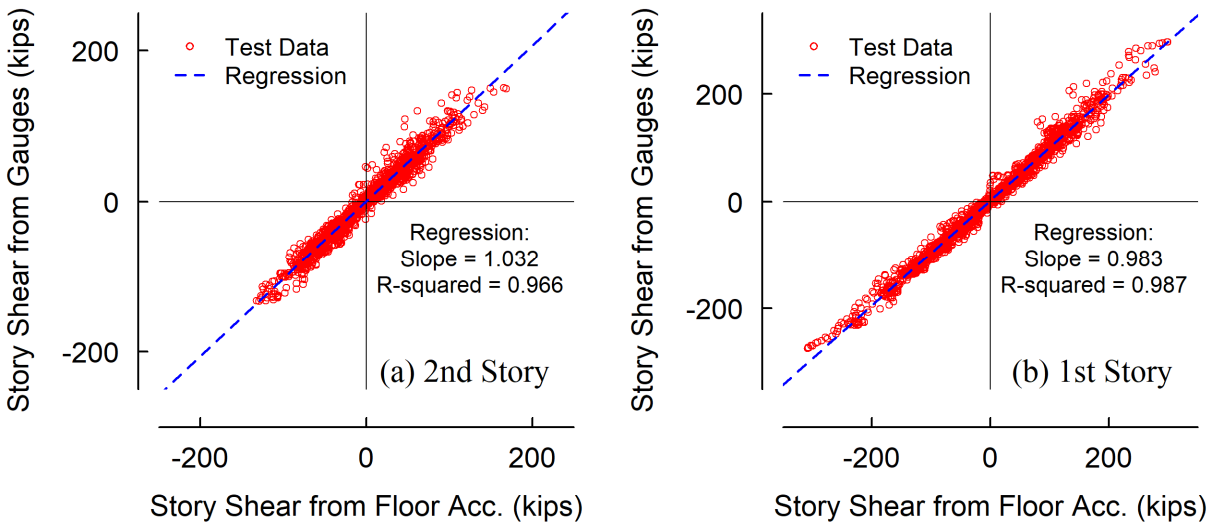 Story Shear from Gauges (kips)
200
0
-200
Test Data
Regression
Regression:
Slope = 1.032
R-squared = 0.966
(a) 2nd Story
-200
0
200
Story Shear from Floor Acc. (kips)
Story Shear from Gauges (kips)
200
0
-200
Test Data
Regression
Regression:
Slope = 0.983
R-squared = 0.987
(b) 1st Story
-200
0
200
Story Shear from Floor Acc. (kips)